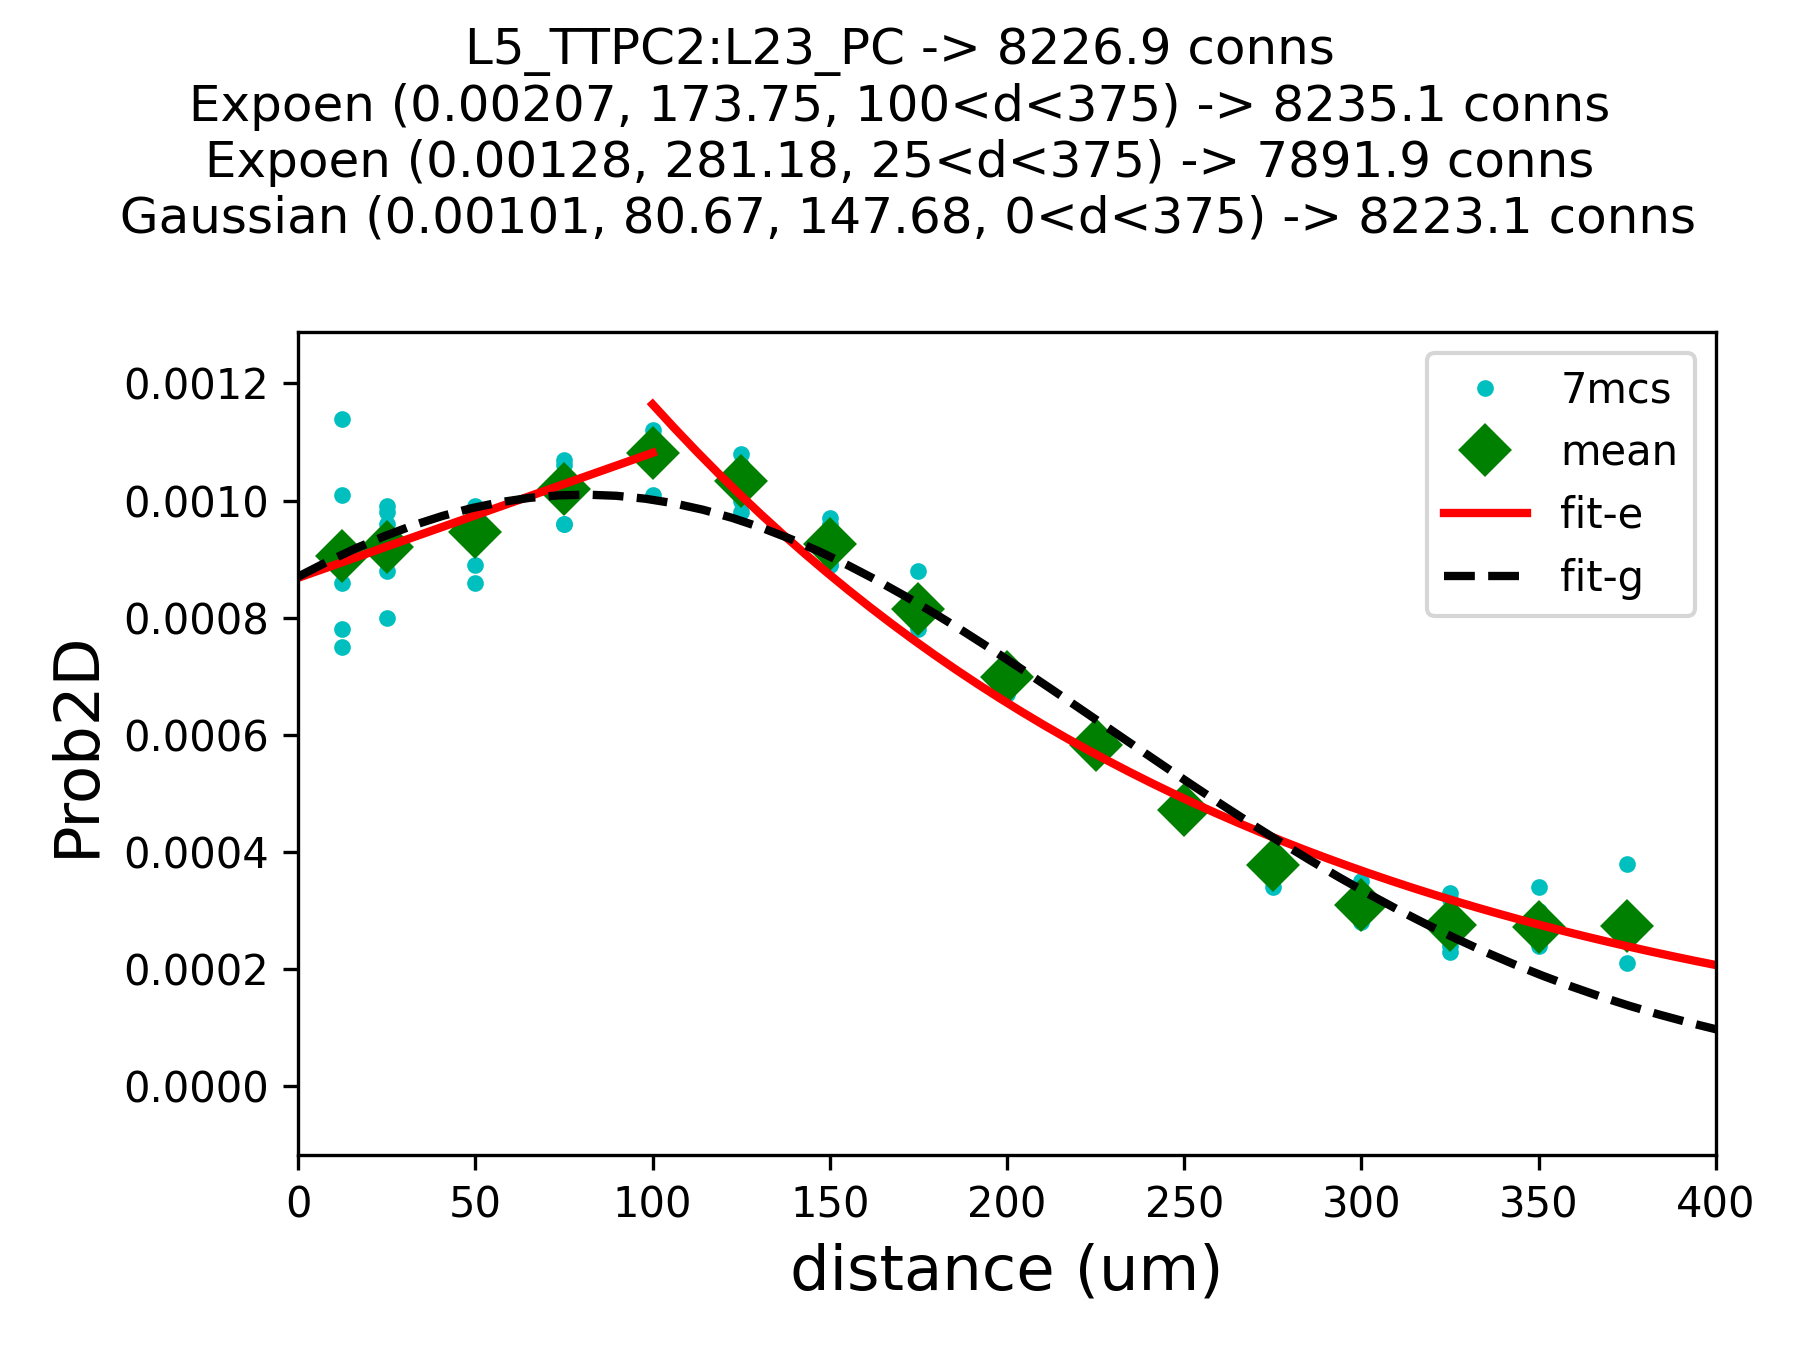 L5_TTPC2:L23_PC -> 8226.9 conns
Expoen (0.00207, 173.75, 100<d<375) -> 8235.1 conns
Expoen (0.00128, 281.18, 25<d<375) -> 7891.9 conns
Gaussian (0.00101, 80.67, 147.68, 0<d<375) -> 8223.1 conns
7mcs
mean
fit-e
fit-g
Prob2D
0.0012
0.0010
0.0008
0.0006
0.0004
0.0002
0.0000
0 50 100 150 200 250 300 350 400
distance (um)